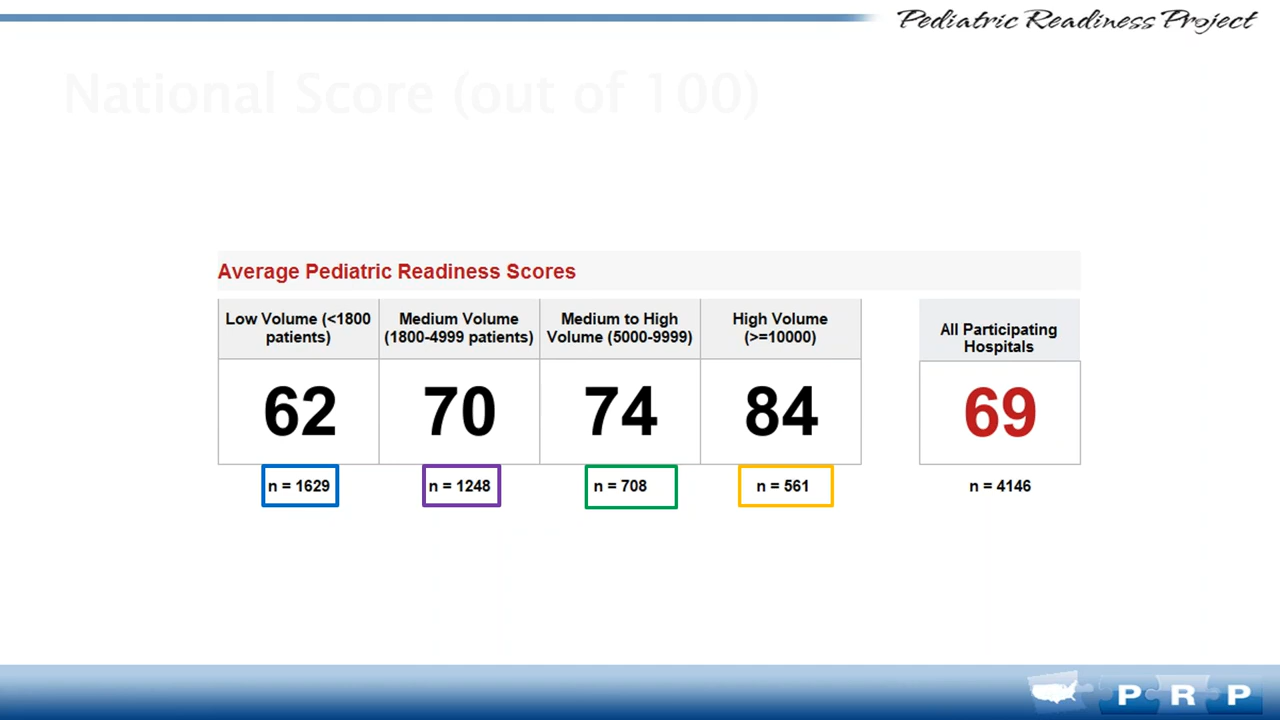 Pediatric Readiness Project
National Score (out of 100)
Average Pediatric Readiness Scores
Low Volume (<1800
patients)
Medium Volume
(1800-4999 patients)
Medium to High
Volume (5000-9999)
High Volume
(>=10000)
All Participating
Hospitals
62
70
74
84
69
n = 1629
n = 1248
n = 708
n = 561
n = 4146
P R P